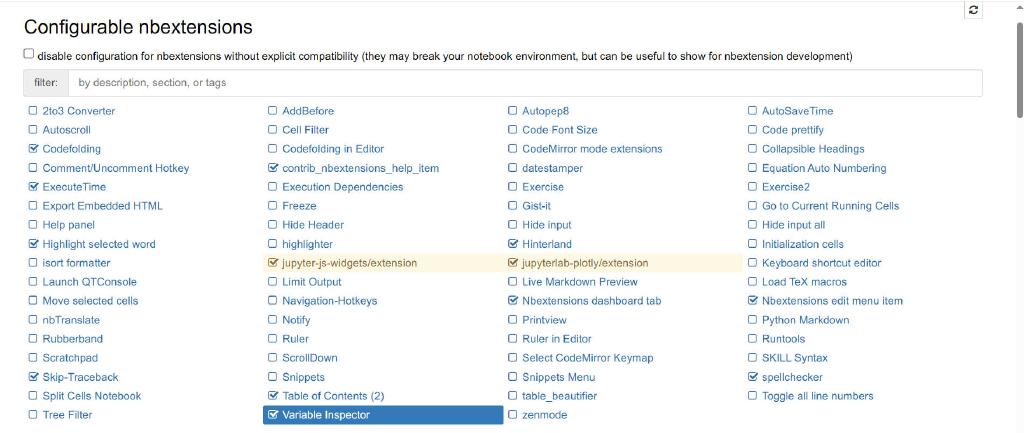 Configurable nbextensions
disable configuration for nbextensions without explicit compatibility (they may break your notebook environment, but can be useful to show for nbextension development)
filter: by description, section, or tags
2to3 Converter AddBefore Autopep8 AutoSaveTime
Autoscroll Cell Filter Code Font Size Code prettify
Codefolding Codefolding in Editor CodeMirror mode extensions Collapsible Headings
Comment/Uncomment Hotkey contrib_nbextensions_help_item datestamper Equation Auto Numbering
ExecuteTime Execution Dependencies Exercise Exercise2
Export Embedded HTML Freeze Gist-it Go to Current Running Cells
Help panel Hide Header Hide input Hide input all
Highlight selected word highlighter Hinterland Initialization cells
isort formatter jupyter-js-widgets/extension jupyterlab-plotly/extension Keyboard shortcut editor
Launch QTConsole Limit Output Live Markdown Preview Load TeX macros
Move selected cells Navigation-Hotkeys Nbextensions dashboard tab Nbextensions edit menu item
nbTranslate Notify Printview Python Markdown
Rubberband Ruler Ruler in Editor Runtools
Scratchpad ScrollDown Select CodeMirror Keymap SKILL Syntax
Skip-Traceback Snippets Snippets Menu spellchecker
Split Cells Notebook Table of Contents (2) table_beautifier Toggle all line numbers
Tree Filter Variable Inspector zenmode